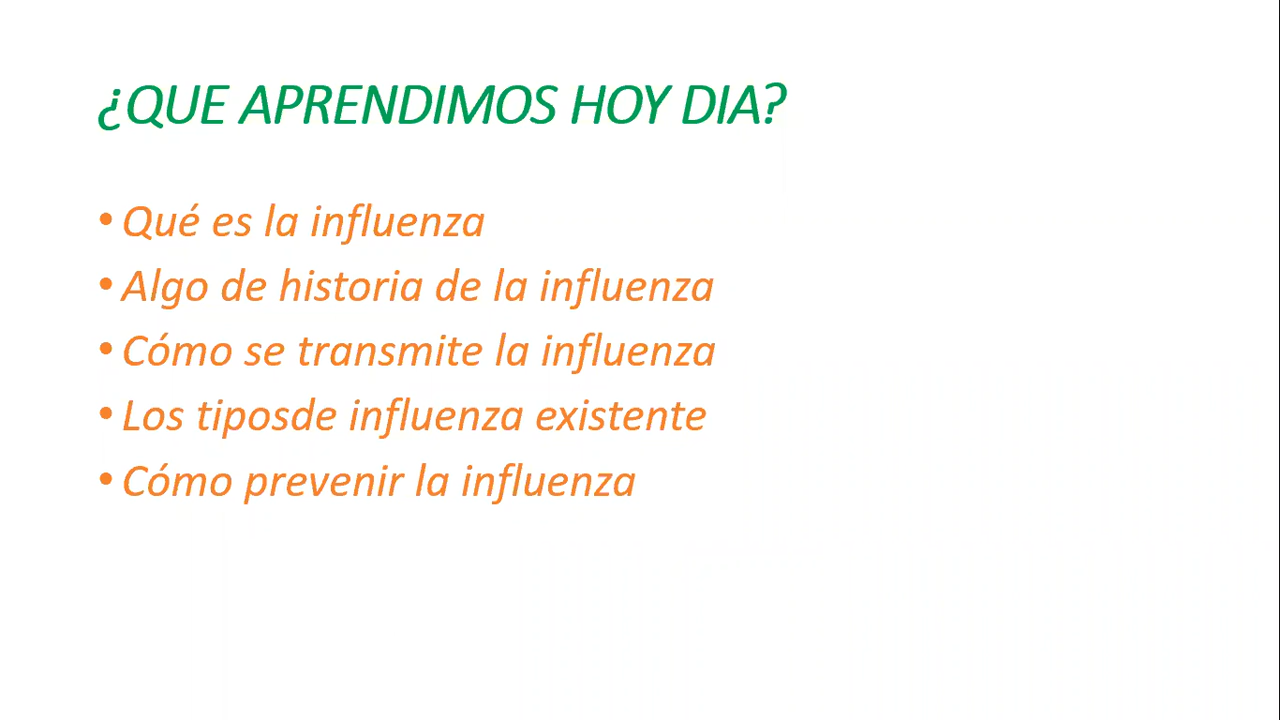 ¿QUE APRENDIMOS HOY DIA?
• Qué es la influenza
• Algo de historia de la influenza
• Cómo se transmite la influenza
• Los tiposde influenza existente
• Cómo prevenir la influenza